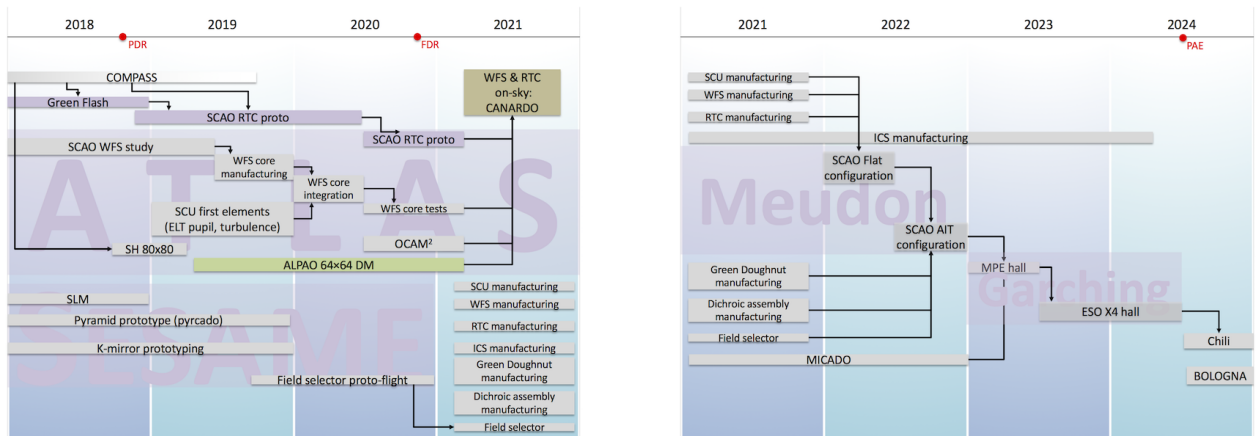 2018
2019
2020
2021
PDR
FDR
COMPASS
Green Flash
SCAO RTC proto
SCAO RTC proto
WFS & RTC
on-sky:
CANARDO
ATLAS
SCAO WFS study
WFS core
manufacturing
WFS core
integration
WFS core tests
SCU first elements
(ELT pupil, turbulence)
SH 80x80
OCAM²
ALPAO 64×64 DM
SESAME
SLM
Pyramid prototype (pyrcado)
K-mirror prototyping
Field selector proto-flight
SCU manufacturing
WFS manufacturing
RTC manufacturing
ICS manufacturing
Green Doughnut
manufacturing
Dichroic assembly
manufacturing
Field selector
2021
2022
2023
2024
PAE
SCU manufacturing
WFS manufacturing
RTC manufacturing
ICS manufacturing
SCAO Flat
configuration
Meudon
SCAO AIT
configuration
Green Doughnut
manufacturing
Dichroic assembly
manufacturing
Field selector
MICADO
MPE hall
Garching
ESO X4 hall
Chili
BOLOGNA